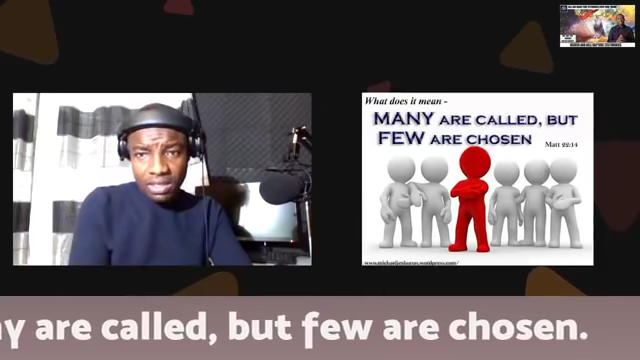 What does it mean -
MANY ARE CALLED, BUT
FEW ARE CHOSEN
Matt 22:14
y are called, but few are chosen.